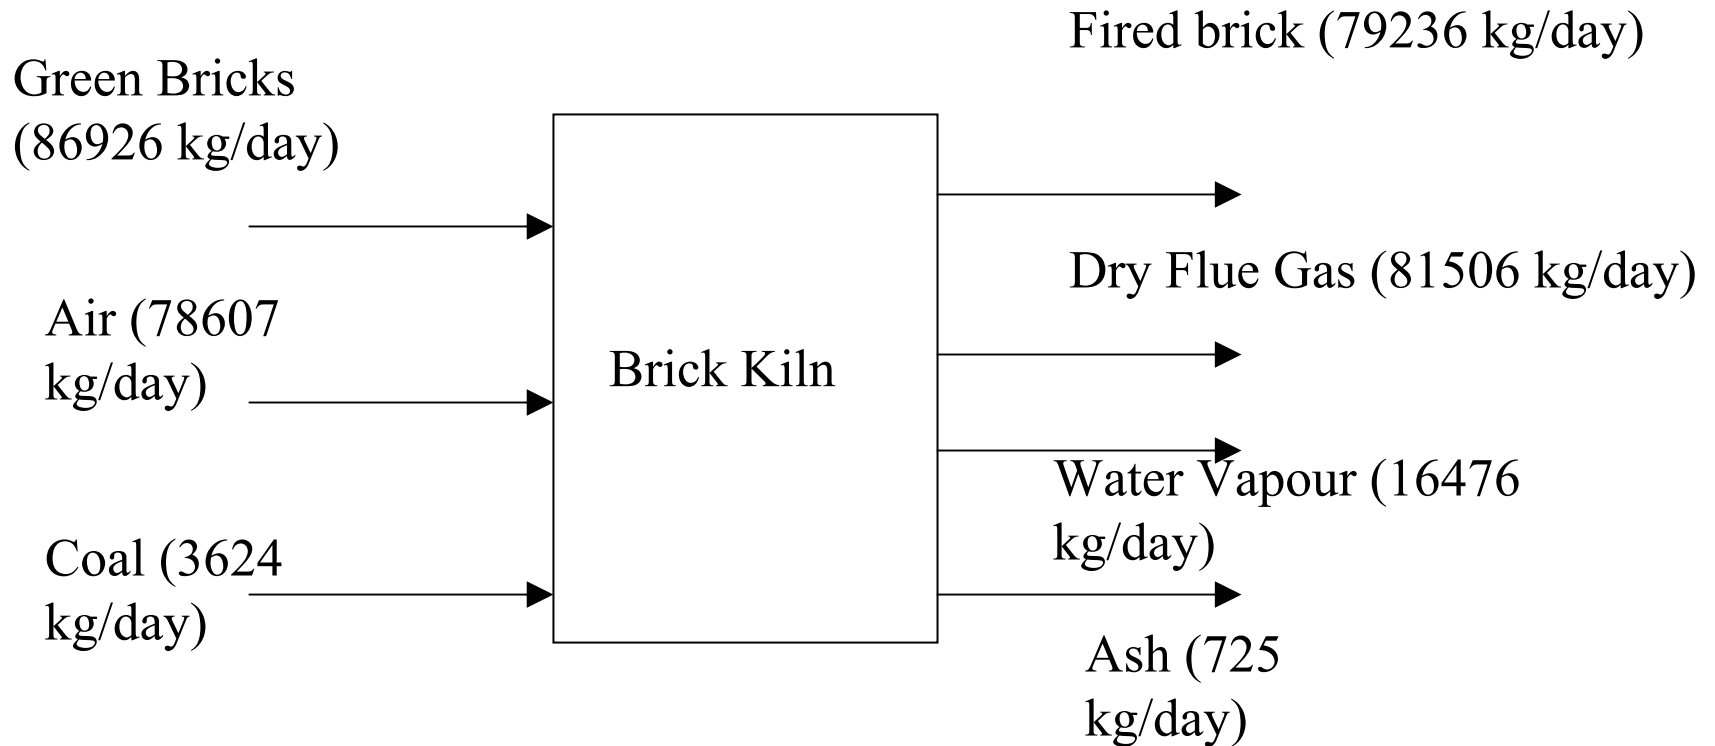 Green Bricks
(86926 kg/day)
Air (78607
kg/day)
Coal (3624
kg/day)
Brick Kiln
Fired brick (79236 kg/day)
Dry Flue Gas (81506 kg/day)
Water Vapour (16476
kg/day)
Ash (725
kg/day)